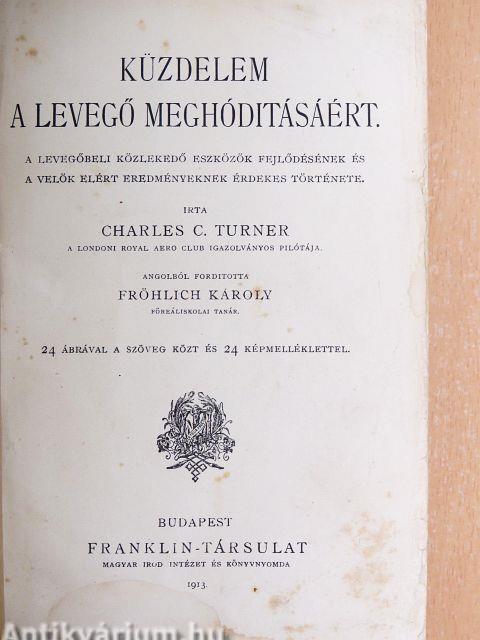 KÜZDELEM
A LEVEGŐ MEGHÓDITÁSÁÉRT.
A LEVEGŐBELI KÖZLEKEDŐ ESZKÖZÖK FEJLŐDÉSÉNEK ÉS
A VELÖK ELÉRT EREDMÉNYEKNEK ÉRDEKES TÖRTÉNETE.
IRTA
CHARLES C. TURNER
A LONDONI ROYAL AERO CLUB IGAZOLVÁNYOS PILÓTÁJA.
ANGOLBÓL FORDITOTTA
FRÖHLICH KÁROLY
FŐREÁLISKOLAI TANÁR.
24 ÁBRÁVAL A SZÖVEG KÖZT ÉS 24 KÉPMELLÉKLETTEL.
BUDAPEST
FRANKLIN-TÁRSULAT
MAGYAR IROD INTÉZET ÉS KÖNYVNYOMDA
1913.
Antikvárium.hu